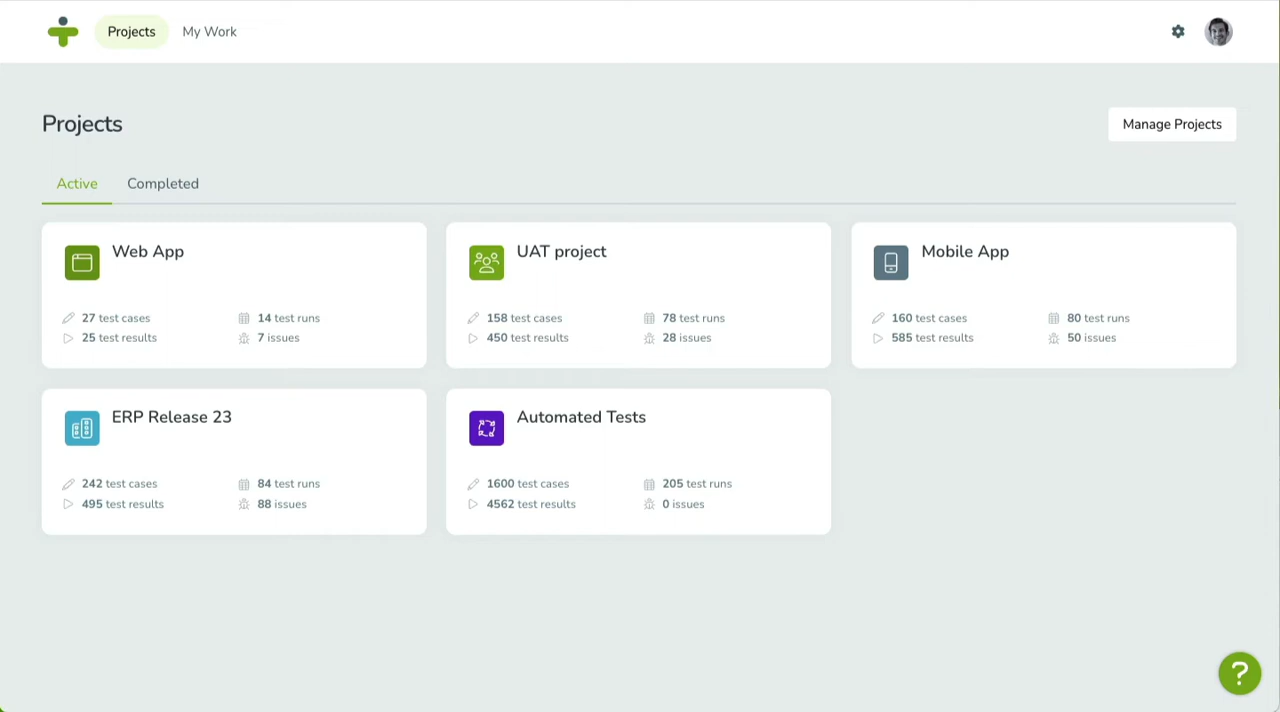 Projects
My Work
Projects
Manage Projects
Active
Completed
Web App
27 test cases
14 test runs
25 test results
7 issues
UAT project
158 test cases
78 test runs
450 test results
28 issues
Mobile App
160 test cases
80 test runs
585 test results
50 issues
ERP Release 23
242 test cases
84 test runs
495 test results
88 issues
Automated Tests
1600 test cases
205 test runs
4562 test results
0 issues
?